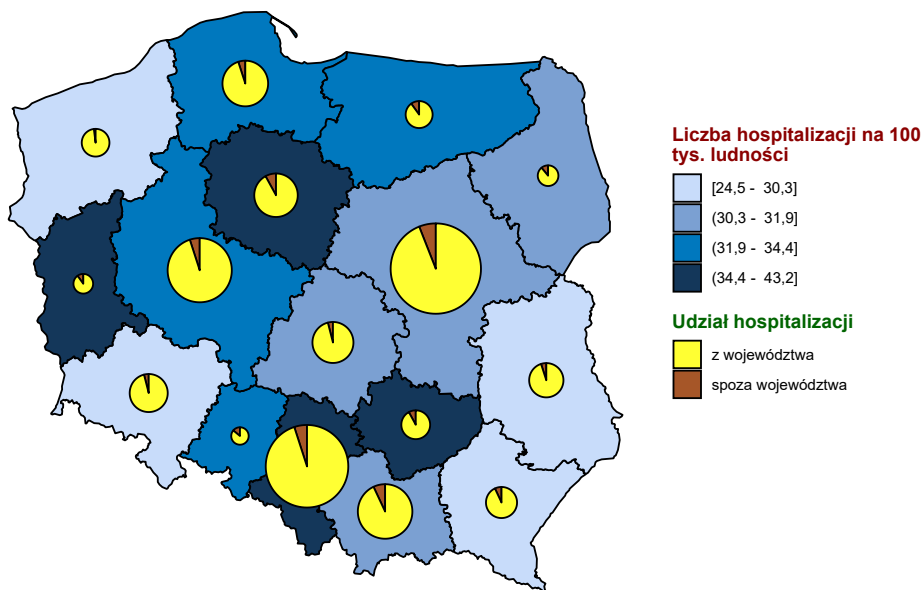 Liczba hospitalizacji na 100
tys. ludności
[24,5 - 30,3]
(30,3 - 31,9]
(31,9 - 34,4]
(34,4 - 43,2]
Udział hospitalizacji
z województwa
spoza województwa